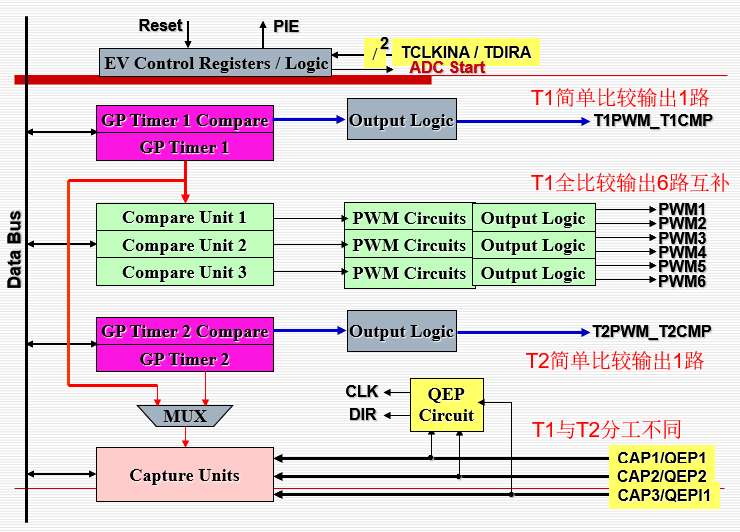 Reset
PIE
2
/
TCLKINA / TDIRA
EV Control Registers / Logic
ADC Start
T1简单比较输出1路
GP Timer 1 Compare
Output Logic
T1PWM_T1CMP
GP Timer 1
T1全比较输出6路互补
Data Bus
Compare Unit 1
PWM Circuits
Output Logic
PWM1
PWM2
Compare Unit 2
PWM Circuits
Output Logic
PWM3
PWM4
Compare Unit 3
PWM Circuits
Output Logic
PWM5
PWM6
GP Timer 2 Compare
Output Logic
T2PWM_T2CMP
GP Timer 2
T2简单比较输出1路
CLK
QEP
DIR
Circuit
MUX
T1与T2分工不同
Capture Units
CAP1/QEP1
CAP2/QEP2
CAP3/QEPI1